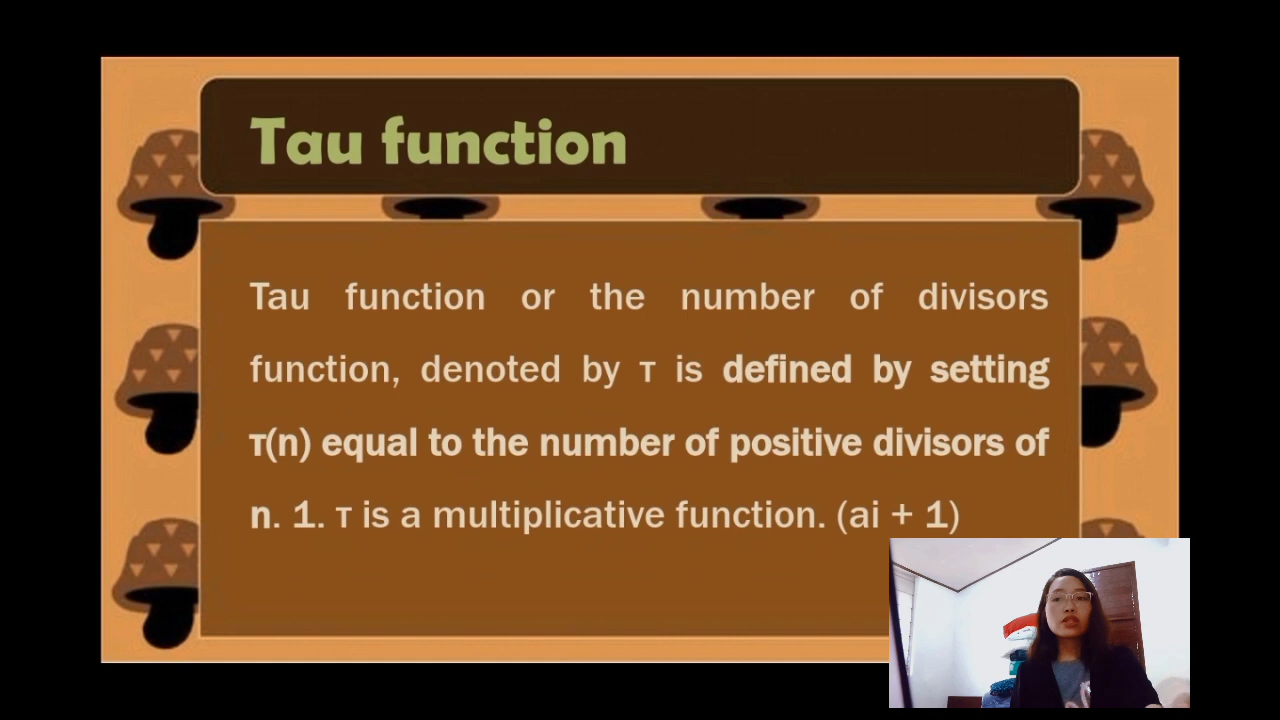 Tau function
Tau function or the number of divisors
function, denoted by τ is defined by setting
τ(n) equal to the number of positive divisors of
n. 1. τ is a multiplicative function. (ai + 1)